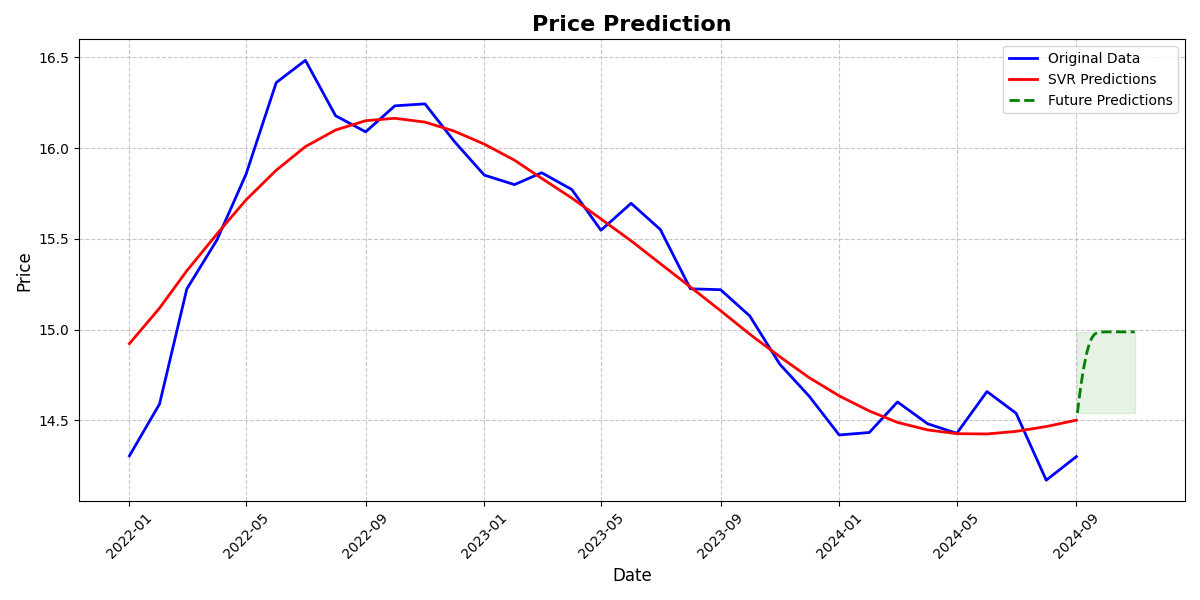 Price Prediction
Original Data
SVR Predictions
Future Predictions
Price
16.5
16.0
15.5
15.0
14.5
2022-01
2022-05
2022-09
2023-01
2023-05
2023-09
2024-01
2024-05
2024-09
Date